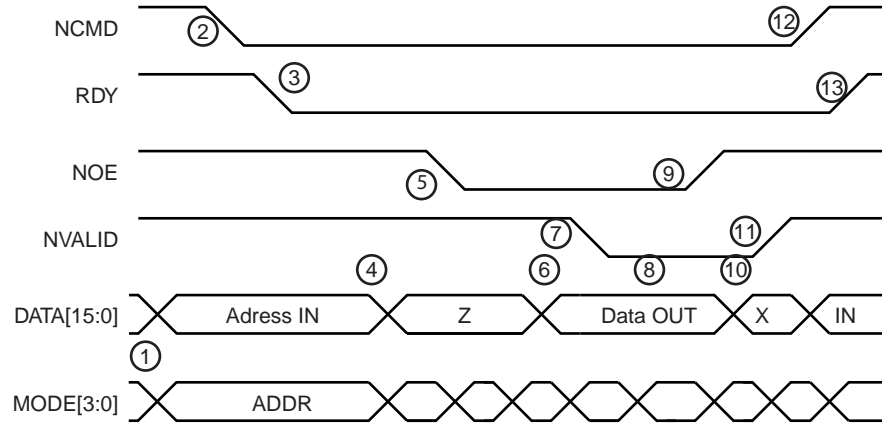 NCMD
2
12
RDY
3
13
NOE
5
9
NVALID
7
11
4
6
8
10
DATA[15:0]
Adress IN
Z
Data OUT
X
IN
1
MODE[3:0]
ADDR